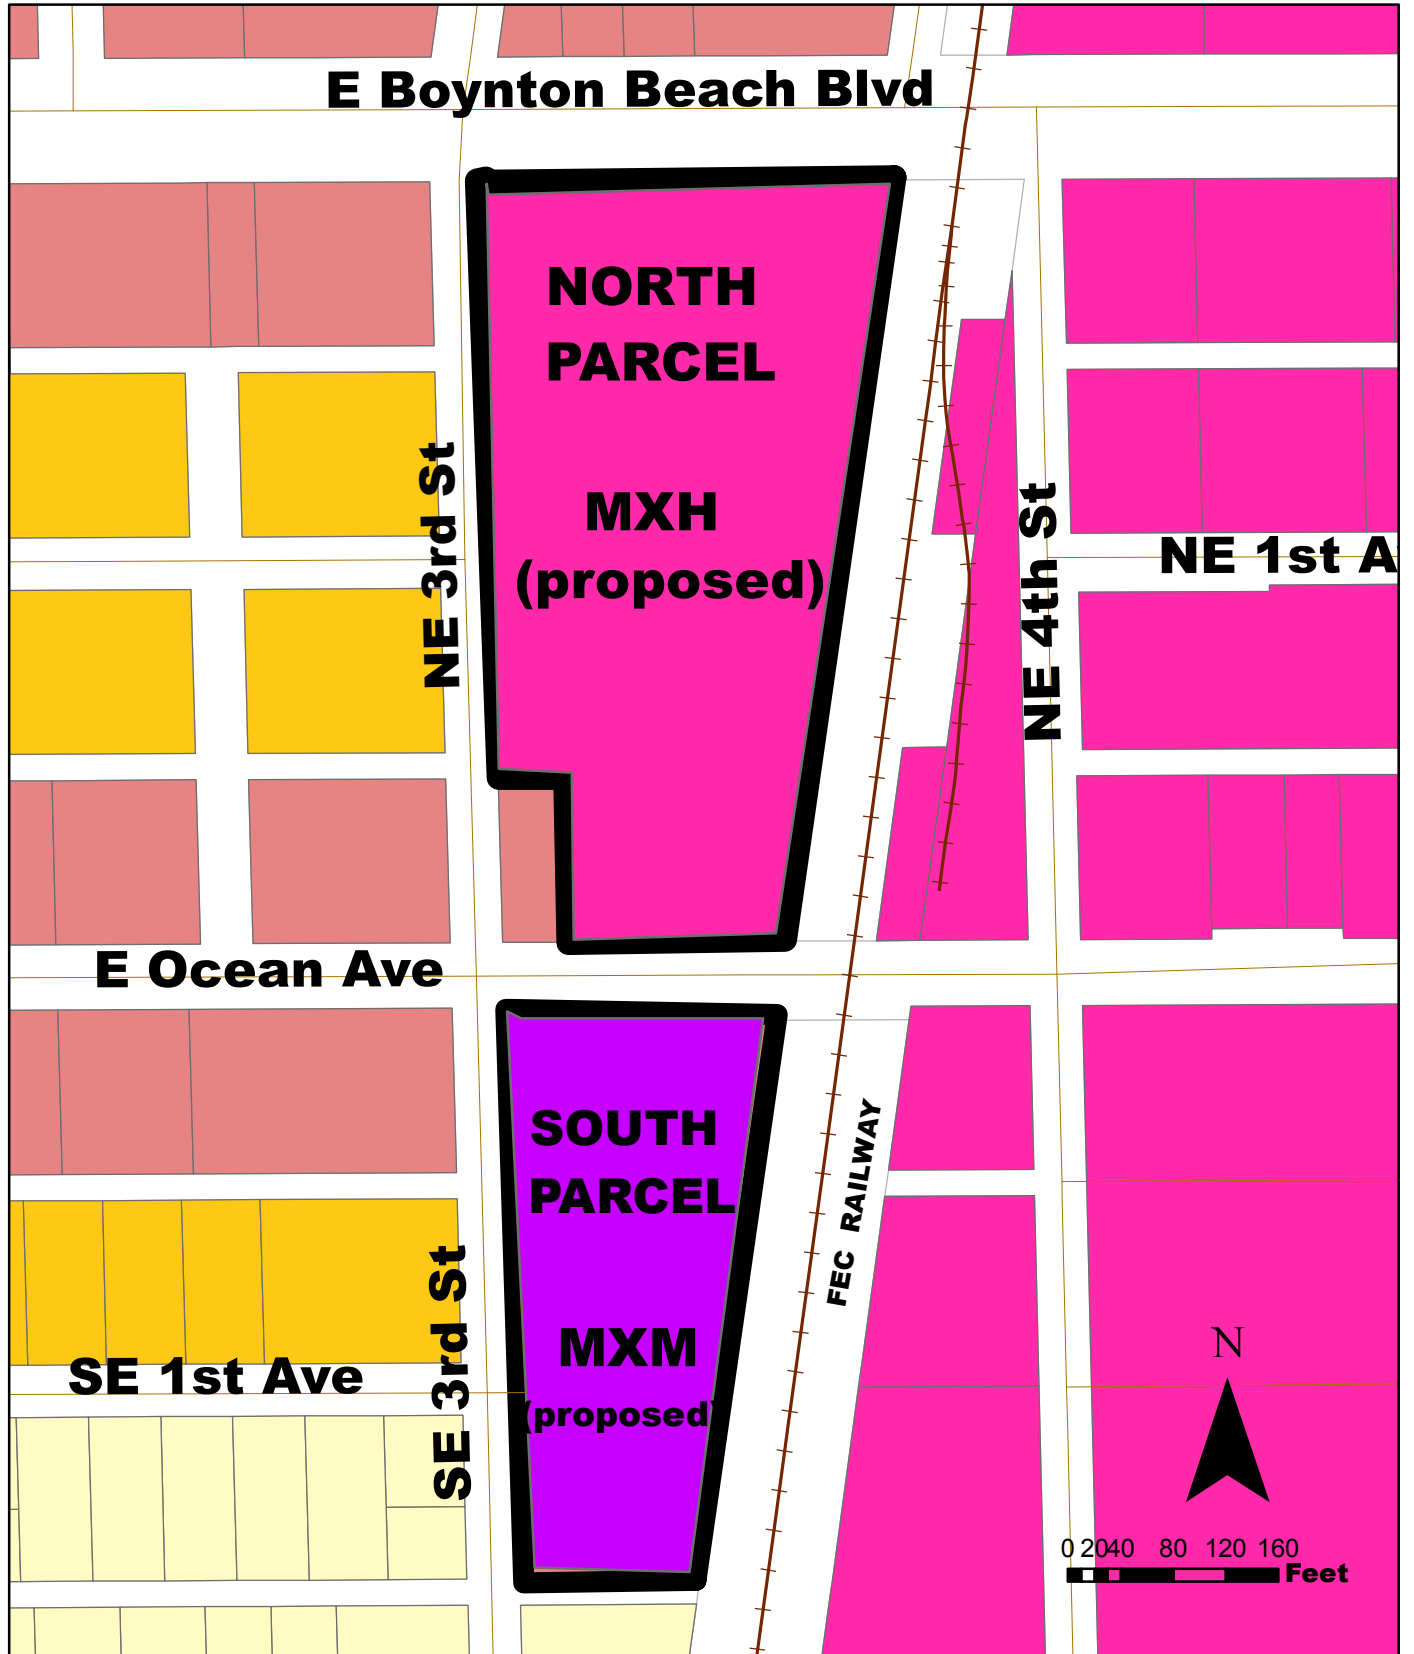 E Boynton Beach Blvd
NORTH
PARCEL
MXH
(proposed)
NE 3rd St
NE 4th St
NE 1st A
E Ocean Ave
SOUTH
PARCEL
MXM
(proposed)
FEC RAILWAY
SE 3rd St
SE 1st Ave
N
0 20 40 80 120 160
Feet